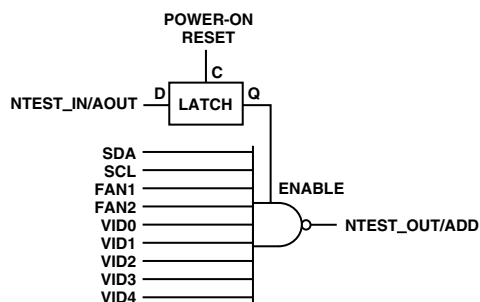 POWER-ON
RESET
C
D
Q
NTEST_IN/AOUT
LATCH
SDA
SCL
FAN1
ENABLE
FAN2
VID0
NTEST_OUT/ADD
VID1
VID2
VID3
VID4